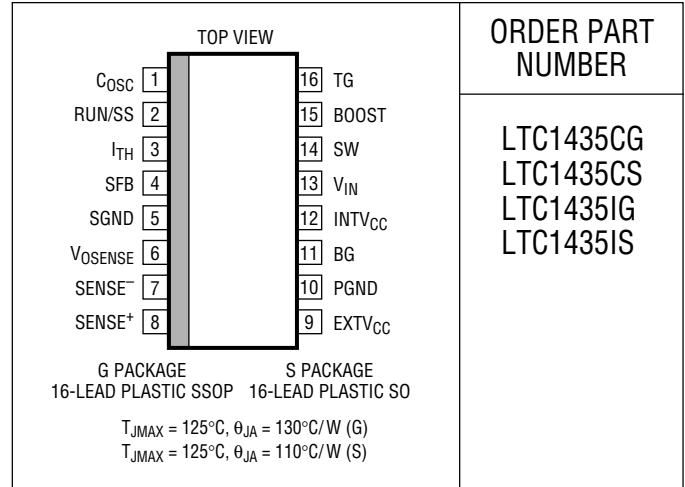 TOP VIEW
C_OSC 1
RUN/SS 2
I_TH 3
SFB 4
SGND 5
V_OSENSE 6
SENSE⁻ 7
SENSE⁺ 8
16 TG
15 BOOST
14 SW
13 V_IN
12 INTV_CC
11 BG
10 PGND
9 EXTV_CC
G PACKAGE
16-LEAD PLASTIC SSOP
S PACKAGE
16-LEAD PLASTIC SO
T_JMAX = 125°C, θ_JA = 130°C/W (G)
T_JMAX = 125°C, θ_JA = 110°C/W (S)
ORDER PART
NUMBER
LTC1435CG
LTC1435CS
LTC1435IG
LTC1435IS